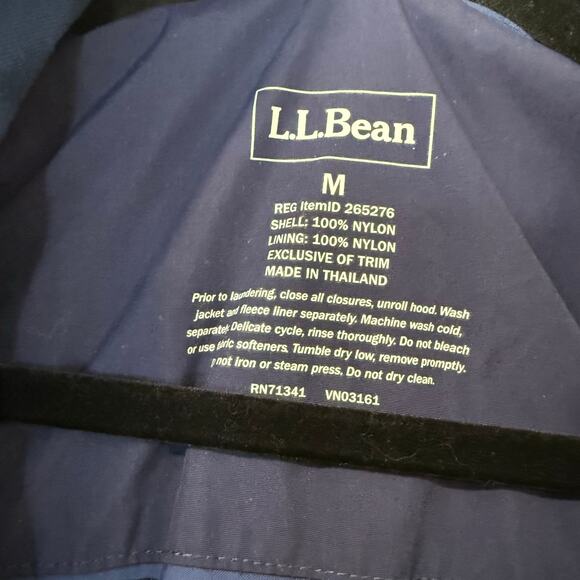 L.L.Bean
M
REG ItemID 265276
SHELL: 100% NYLON
LINING: 100% NYLON
EXCLUSIVE OF TRIM
MADE IN THAILAND
Prior to laundering, close all closures, unroll hood. Wash
jacket and fleece liner separately. Machine wash cold,
separately. Delicate cycle, rinse thoroughly. Do not bleach
or use fabric softeners. Tumble dry low, remove promptly.
Do not iron or steam press. Do not dry clean.
RN71341 VN03161